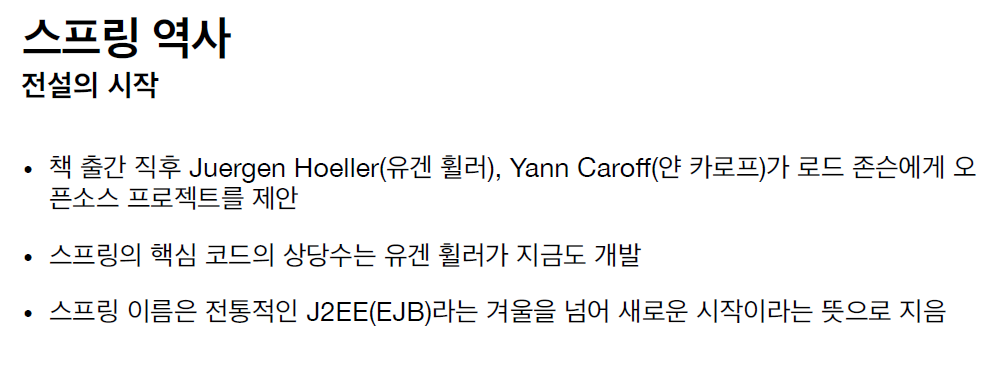 스프링 역사
전설의 시작
• 책 출간 직후 Juergen Hoeller(유겐 휠러), Yann Caroff(얀 카로프)가 로드 존슨에게 오
픈소스 프로젝트를 제안
• 스프링의 핵심 코드의 상당수는 유겐 휠러가 지금도 개발
• 스프링 이름은 전통적인 J2EE(EJB)라는 겨울을 넘어 새로운 시작이라는 뜻으로 지음